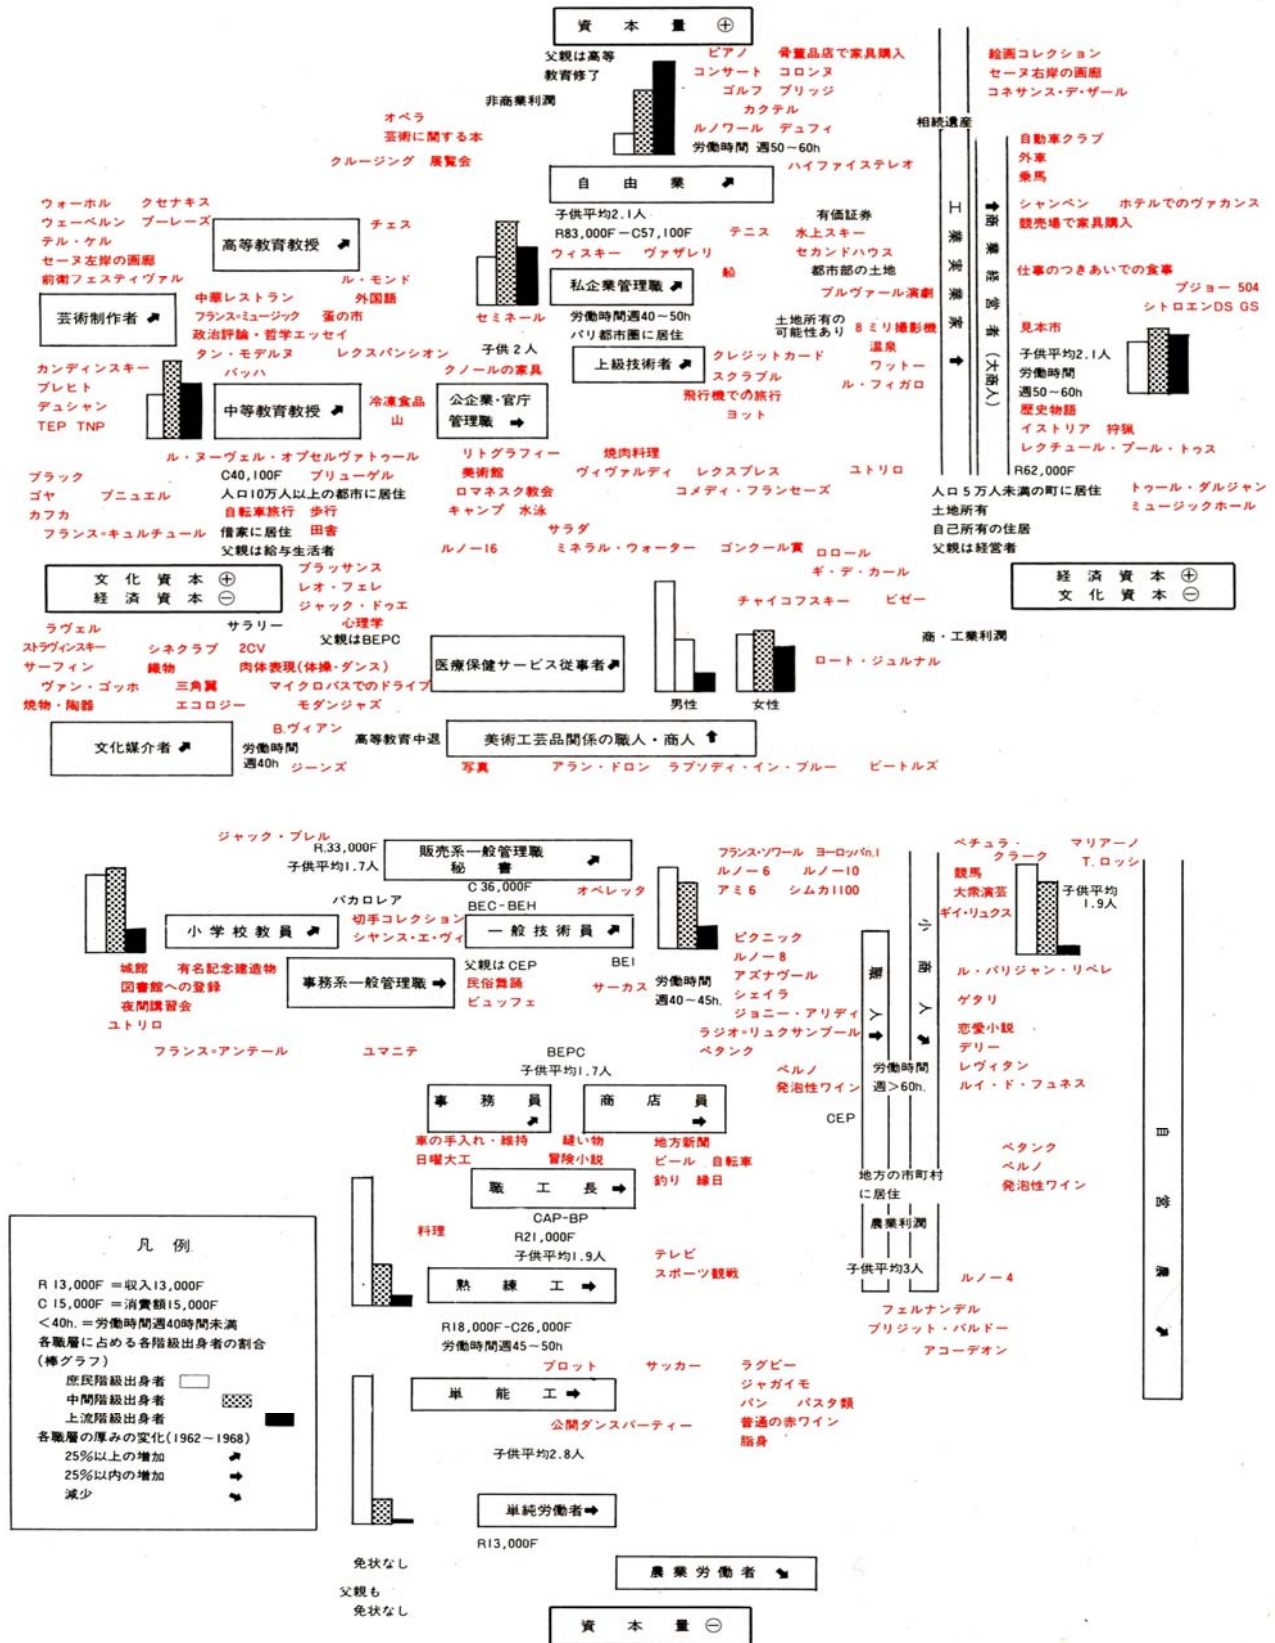 資本量 ⊕
父親は高等
教育修了
非商業利潤
ピアノ 骨董品店で家具購入
コンサート コロンヌ
ゴルフ ブリッジ
カクテル
ルノワール デュフィ
労働時間 週50〜60h
ハイファイステレオ
オペラ
芸術に関する本
クルージング 展覧会
自由業
子供平均2.1人
R83,000F−C57,100F
絵画コレクション
セーヌ右岸の画廊
コネサンス・デ・ザール
相続遺産
自動車クラブ
外車
乗馬
シャンペン ホテルでのヴァカンス
競売場で家具購入
仕事のつきあいでの食事
プジョー 504
シトロエンDS GS
見本市
子供平均2.1人
労働時間
週50〜60h
歴史物語
イストリア 狩猟
レクチュール・プール・トゥス
R62,000F
工業実業家
商業経営者(大商人)
ウォーホル クセナキス
ウェーベルン ブーレーズ
テル・ケル
セーヌ左岸の画廊
前衛フェスティヴァル
高等教育教授
チェス
ル・モンド
外国語
中華レストラン
フランス=ミュージック 蚤の市
政治評論・哲学エッセイ
芸術制作者
タン・モデルヌ レクスパンシオン
バッハ
カンディンスキー
ブレヒト
デュシャン
TEP TNP
中等教育教授
冷凍食品
山
ウィスキー ヴァザレリ
テニス
船
有価証券
水上スキー
セカンドハウス
都市部の土地
ブルヴァール演劇
私企業管理職
労働時間週40〜50h
パリ都市圏に居住
セミネール
子供2人
クノールの家具
上級技術者
公企業・官庁
管理職
土地所有の
可能性あり
8ミリ撮影機
温泉
ワットー
ル・フィガロ
クレジットカード
スクラブル
飛行機での旅行
ヨット
ル・ヌーヴェル・オプセルヴァトゥール
C40,100F ブリューゲル
人口10万人以上の都市に居住
自転車旅行 歩行
借家に居住 田舎
父親は給与生活者
ブラック
ゴヤ ブニュエル
カフカ
フランス=キュルチュール
リトグラフィー 焼肉料理
美術館 ヴィヴァルディ レクスプレス ユトリロ
ロマネスク教会 コメディ・フランセーズ
キャンプ 水泳
サラダ
ルノー16 ミネラル・ウォーター ゴンクール賞
ロロール
ギ・デ・カール
人口5万人未満の町に居住
土地所有
自己所有の住居
父親は経営者
トゥール・ダルジャン
ミュージックホール
文化資本 ⊕
経済資本 ⊖
経済資本 ⊕
文化資本 ⊖
ブラッサンス
レオ・フェレ
ジャック・ドゥエ
心理学
サラリー
父親はBEPC
チャイコフスキー ビゼー
商・工業利潤
ロート・ジュルナル
男性 女性
ラヴェル
ストラヴィンスキー シネクラブ 2CV
サーフィン 織物 肉体表現(体操・ダンス)
ヴァン・ゴッホ 三角翼 マイクロバスでのドライブ
焼物・陶器 エコロジー モダンジャズ
医療保健サービス従事者
文化媒介者
B.ヴィアン
労働時間
週40h
ジーンズ
高等教育中退
美術工芸品関係の職人・商人
写真 アラン・ドロン ラプソディ・イン・ブルー ビートルズ
ジャック・ブレル
R.33,000F
子供平均1.7人
販売系一般管理職
秘書
C 36,000F
BEC−BEH
オペレッタ
バカロレア
切手コレクション
シヤンス・エ・ヴィ
小学校教員
一般技術員
城館 有名記念建造物
図書館への登録
夜間講習会
ユトリロ
事務系一般管理職
父親はCEP
民俗舞踊
ビュッフェ
BEI
サーカス
労働時間
週40〜45h.
フランス・ソワール ヨーロッパn.1
ルノー6 ルノー10
アミ6 シムカ1100
ピクニック
ルノー8
アズナヴール
シェイラ
ジョニー・アリディ
ラジオ=リュクサンブール
ペタンク
ペルノ
発泡性ワイン
CEP
ペチュラ・
クラーク
マリアーノ
T.ロッシ
競馬
大衆演芸
ギイ・リュクス
子供平均
1.9人
職人
小商人
ル・パリジャン・リベレ
ゲタリ
恋愛小説
デリー
レヴィタン
ルイ・ド・フュネス
労働時間
週>60h.
フランス=アンテール ユマニテ
BEPC
子供平均1.7人
事務員
商店員
車の手入れ・維持 縫い物 地方新聞
日曜大工 冒険小説 ビール 自転車
釣り 縁日
職工長
CAP-BP
R21,000F
子供平均1.9人
料理
テレビ
スポーツ観戦
熟練工
R18,000F-C26,000F
労働時間週45〜50h
ペタンク
ペルノ
発泡性ワイン
地方の市町村
に居住
農業利潤
子供平均3人
ルノー4
フェルナンデル
ブリジット・バルドー
アコーデオン
自営農
ブロット サッカー ラグビー
ジャガイモ
パン パスタ類
普通の赤ワイン
脂身
単能工
公開ダンスパーティー
子供平均2.8人
単純労働者
R13,000F
免状なし
父親も
免状なし
農業労働者
資本量 ⊖
凡例
R 13,000F =収入13,000F
C 15,000F =消費額15,000F
<40h.=労働時間週40時間未満
各職層に占める各階級出身者の割合
(棒グラフ)
庶民階級出身者
中間階級出身者
上流階級出身者
各職層の厚みの変化(1962〜1968)
25%以上の増加
25%以内の増加
減少